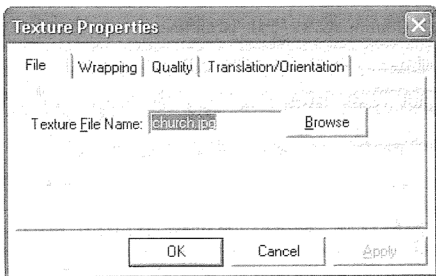 Texture Properties
File Wrapping Quality Translation/Orientation
Texture File Name: church.jpg Browse
OK Cancel Apply